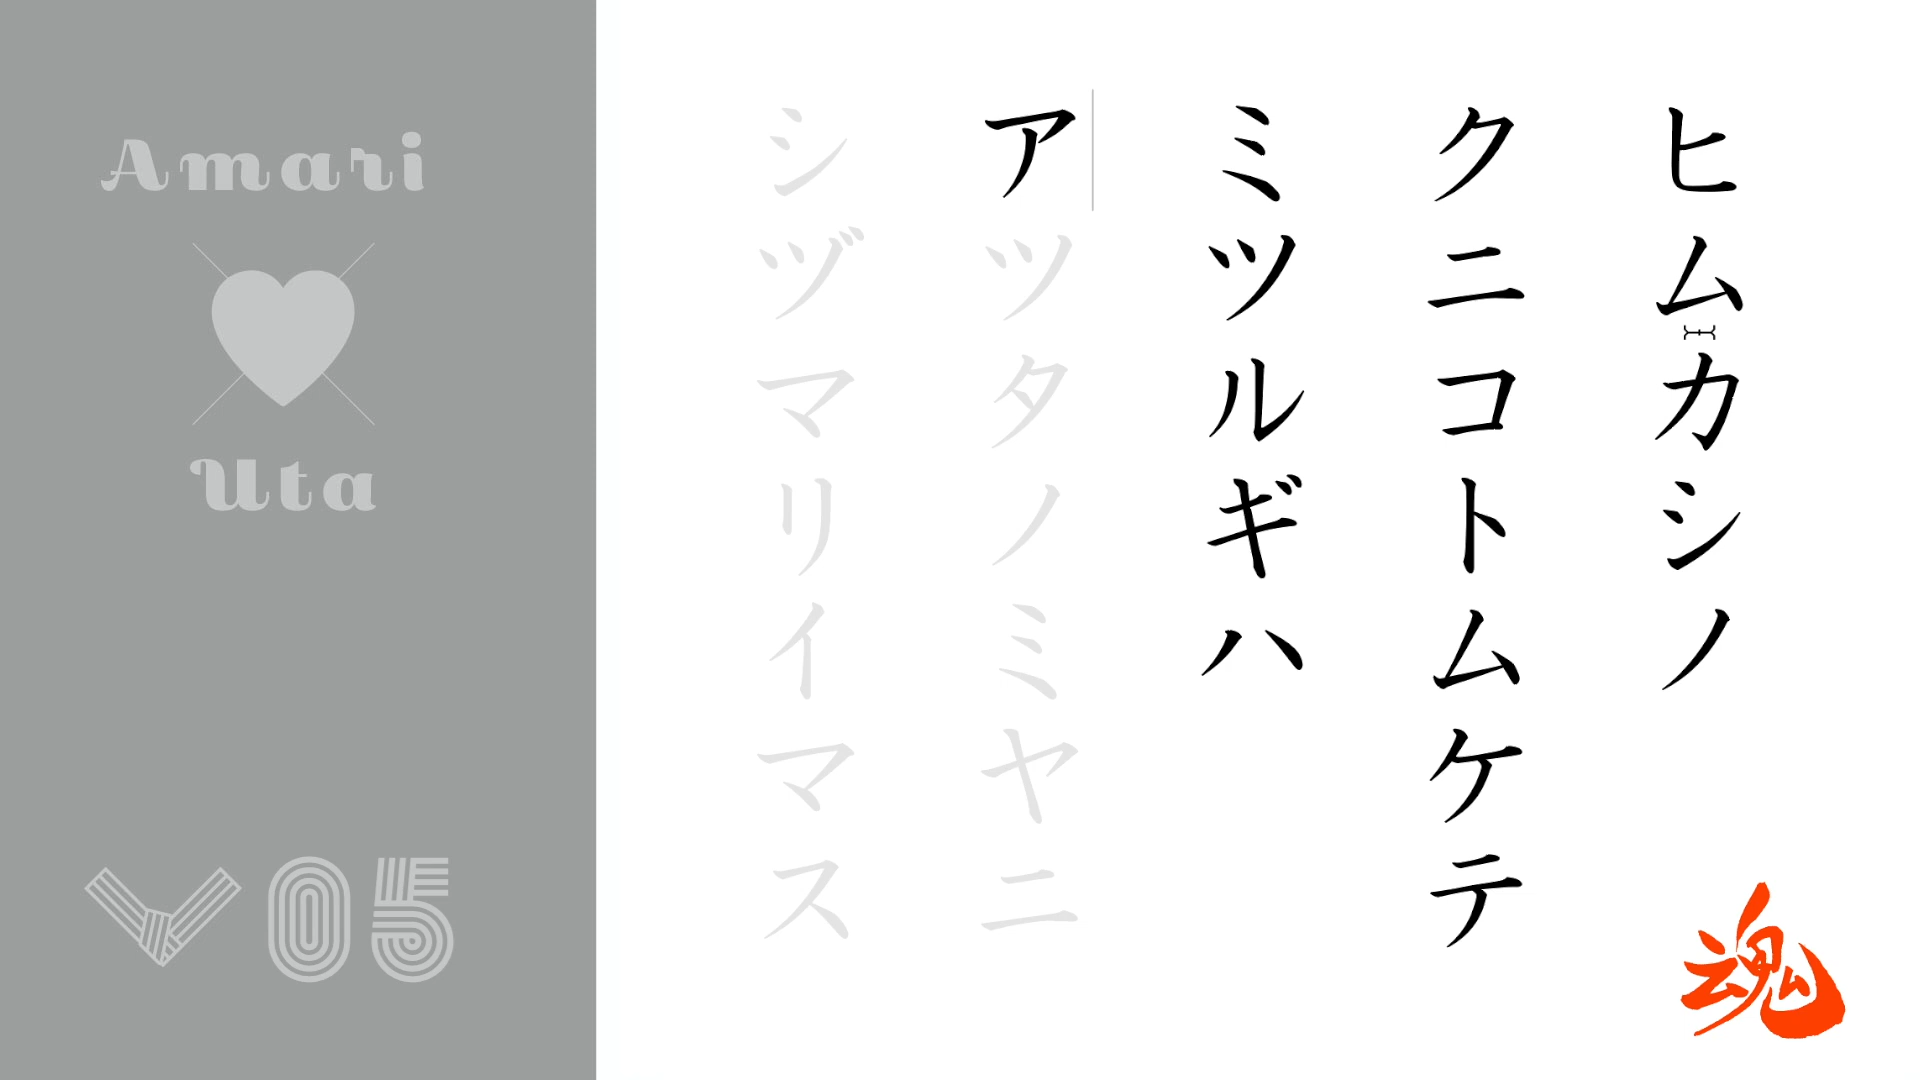 Amari
Uta
05
ヒムカシノ
クニコトムケテ
ミツルギハ
アツタノミヤニ
シヅマリイマス
魂